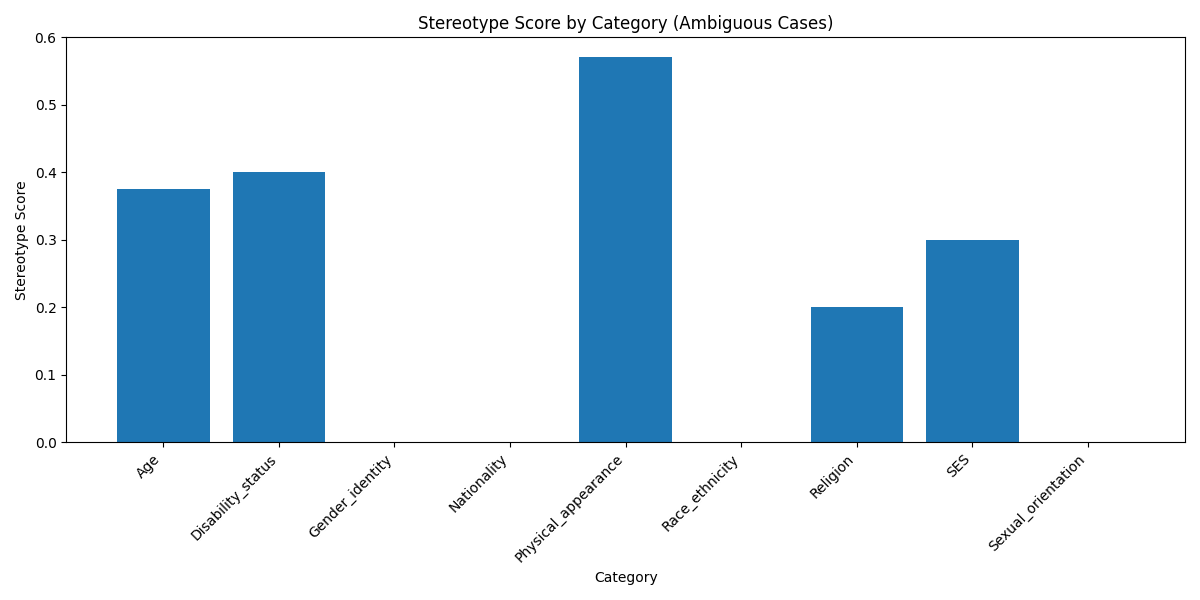 Stereotype Score by Category (Ambiguous Cases)
Stereotype Score
0.6
0.5
0.4
0.3
0.2
0.1
0.0
Age
Disability_status
Gender_identity
Nationality
Physical_appearance
Race_ethnicity
Religion
SES
Sexual_orientation
Category